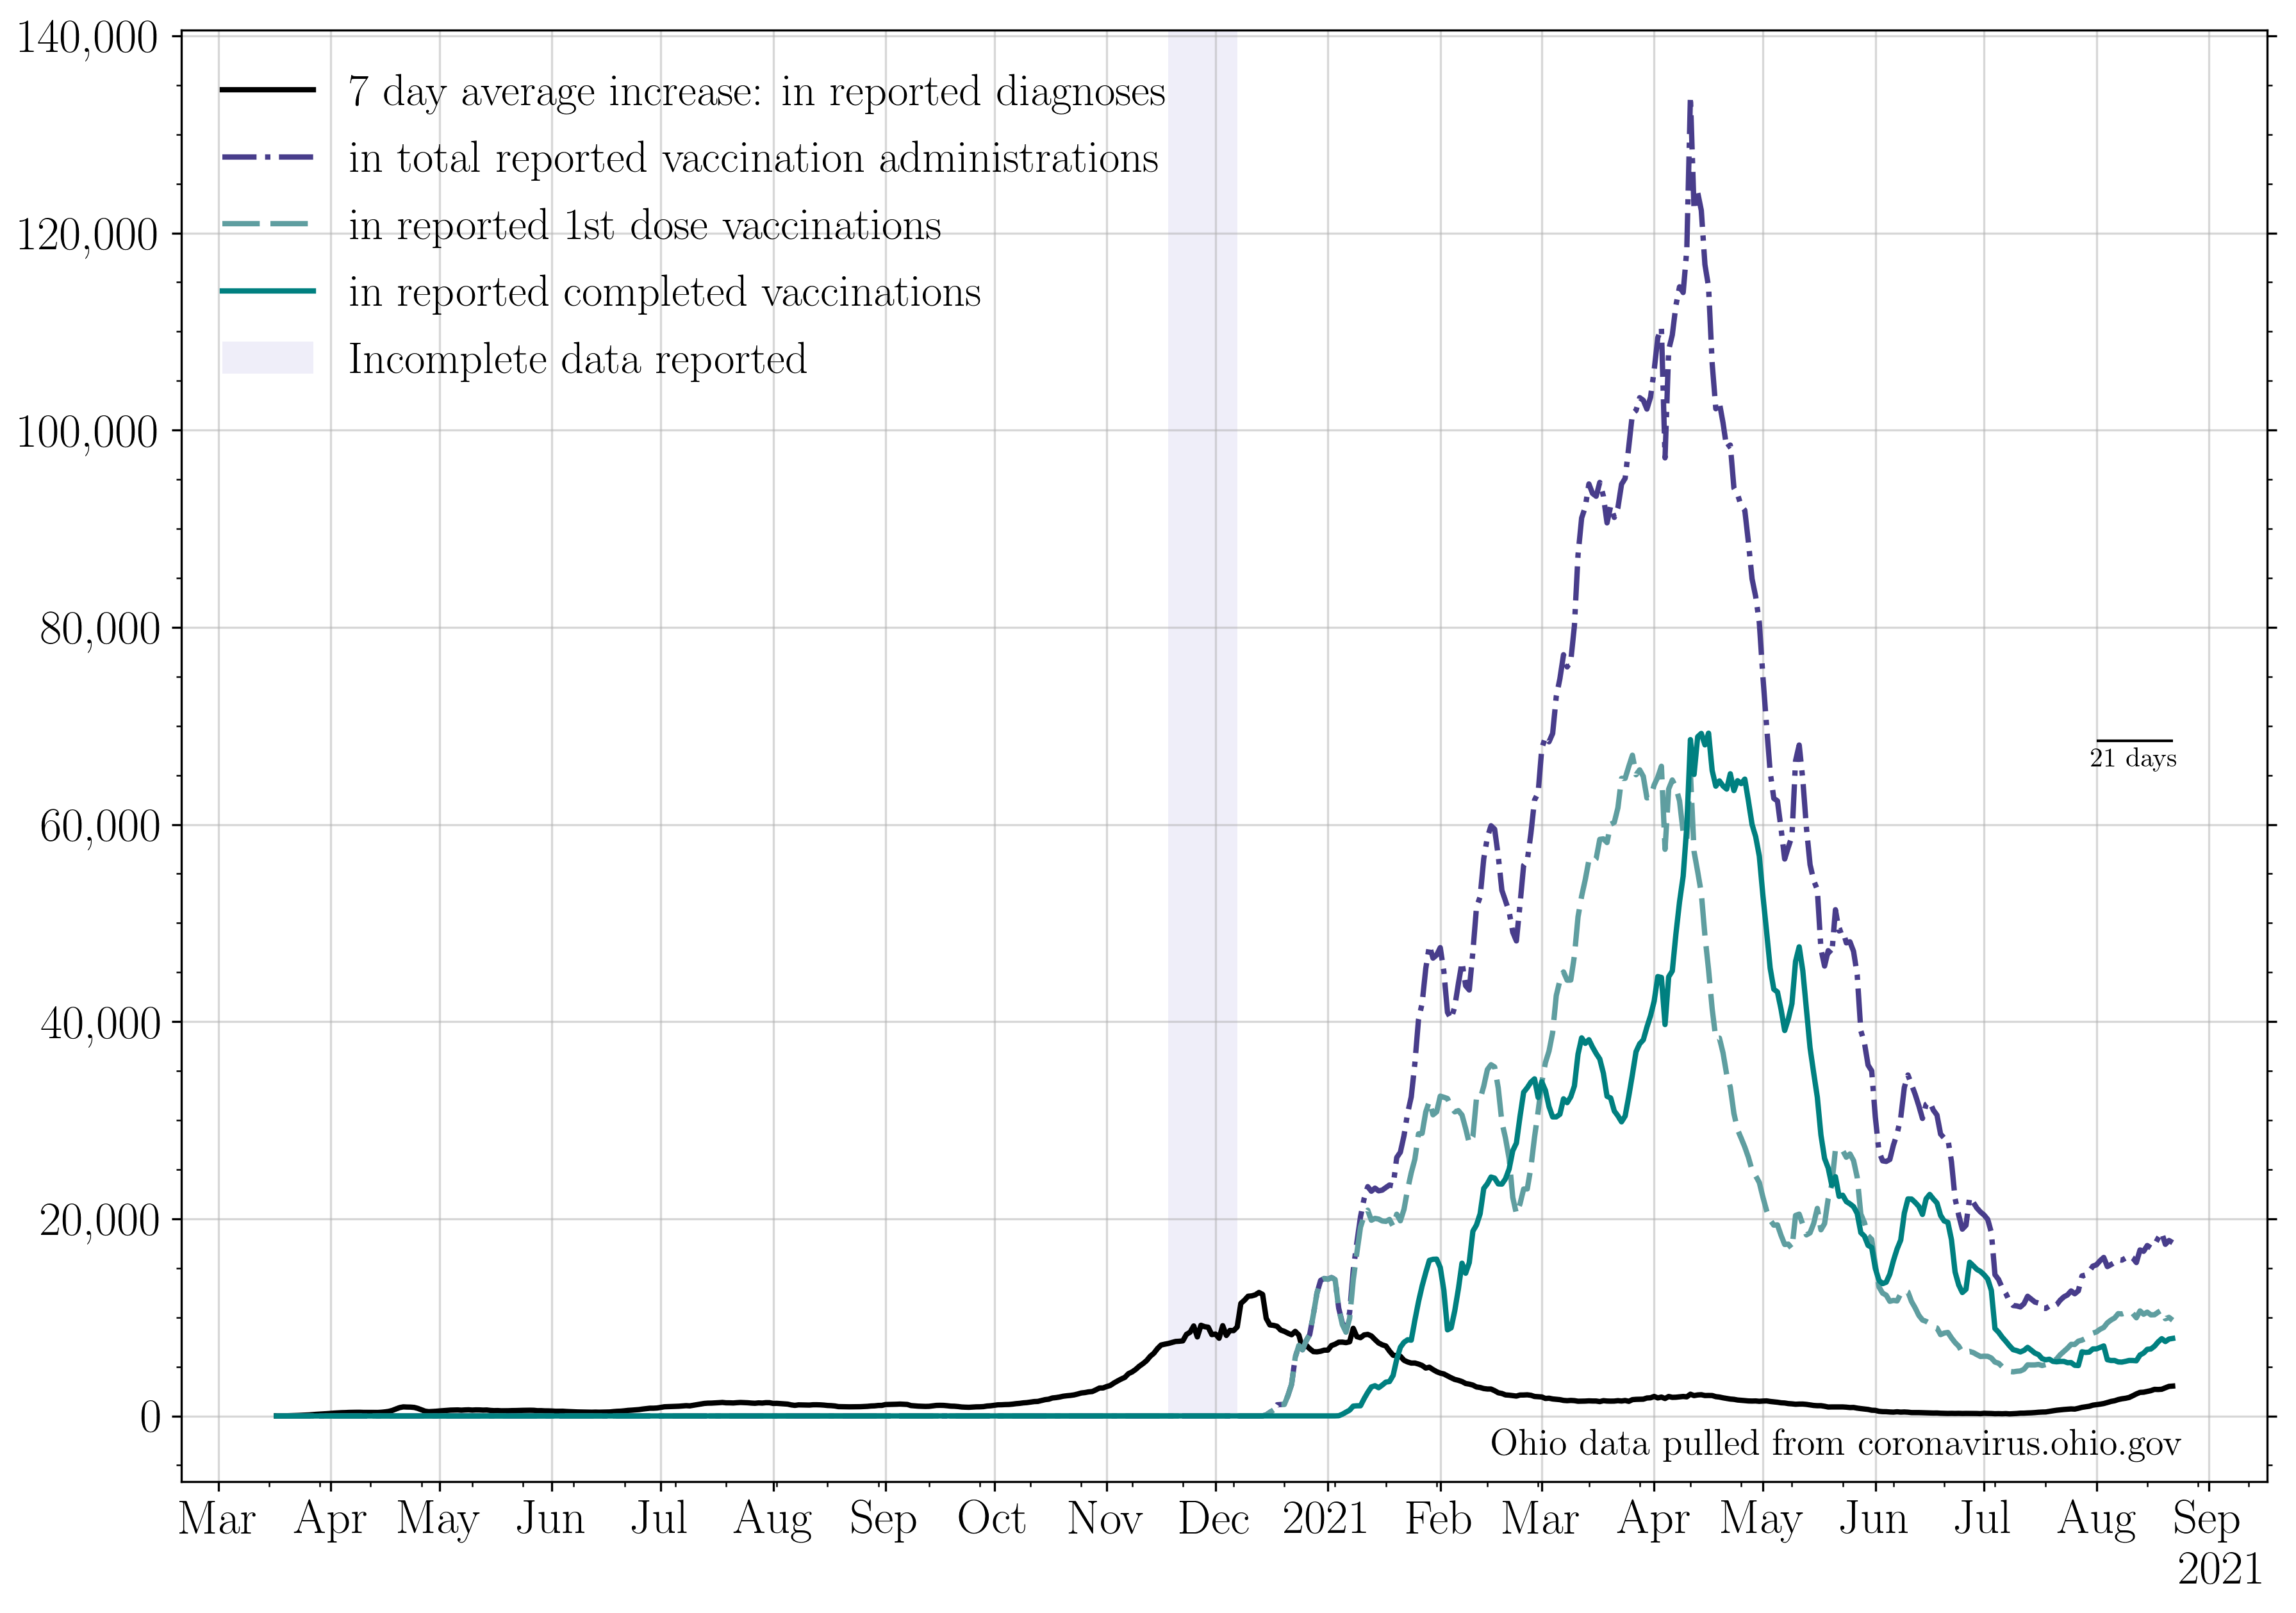 140,000
120,000
100,000
80,000
60,000
40,000
20,000
0
7 day average increase: in reported diagnoses
in total reported vaccination administrations
in reported 1st dose vaccinations
in reported completed vaccinations
Incomplete data reported
21 days
Ohio data pulled from coronavirus.ohio.gov
Mar Apr May Jun Jul Aug Sep Oct Nov Dec 2021 Feb Mar Apr May Jun Jul Aug Sep
2021